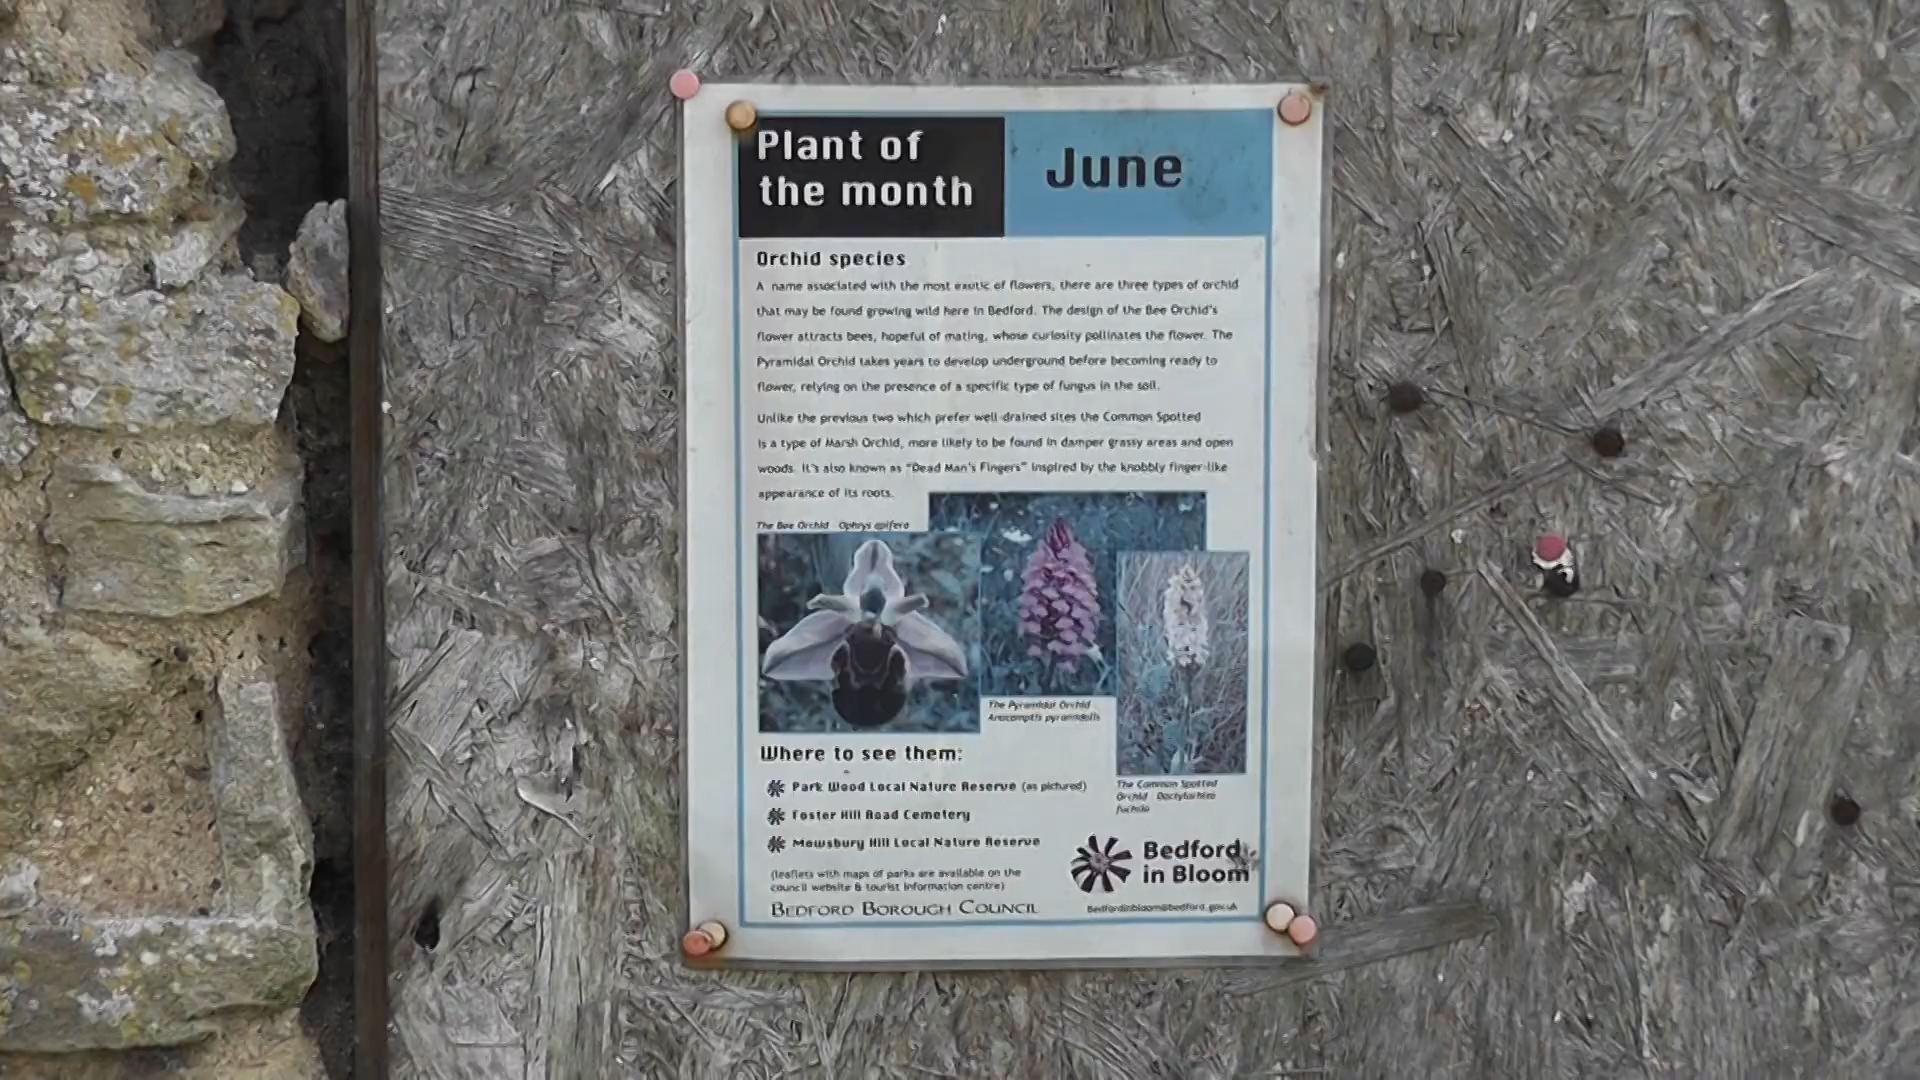 Plant of
the month
June
Orchid species
A name associated with the most exotic of flowers, there are three types of orchid
that may be found growing wild here in Bedford. The design of the Bee Orchid's
flower attracts bees, hopeful of mating, whose curiosity pollinates the flower. The
Pyramidal Orchid takes years to develop underground before becoming ready to
flower, relying on the presence of a specific type of fungus in the soil.
Unlike the previous two which prefer well-drained sites the Common Spotted
is a type of Marsh Orchid, more likely to be found in damper grassy areas and open
woods. It's also known as "Dead Man's Fingers" inspired by the knobbly finger-like
appearance of its roots.
The Bee Orchid - Ophrys apifera
The Pyramidal Orchid
Anacamptis pyramidalis
The Common Spotted
Orchid - Dactylorhiza
fuchsia
Where to see them:
Park Wood Local Nature Reserve (as pictured)
Foster Hill Road Cemetery
Mowsbury Hill Local Nature Reserve
(leaflets with maps of parks are available on the
council website & tourist information centre)
BEDFORD BOROUGH COUNCIL
Bedford
in Bloom
Bedfordinbloom@bedford.gov.uk